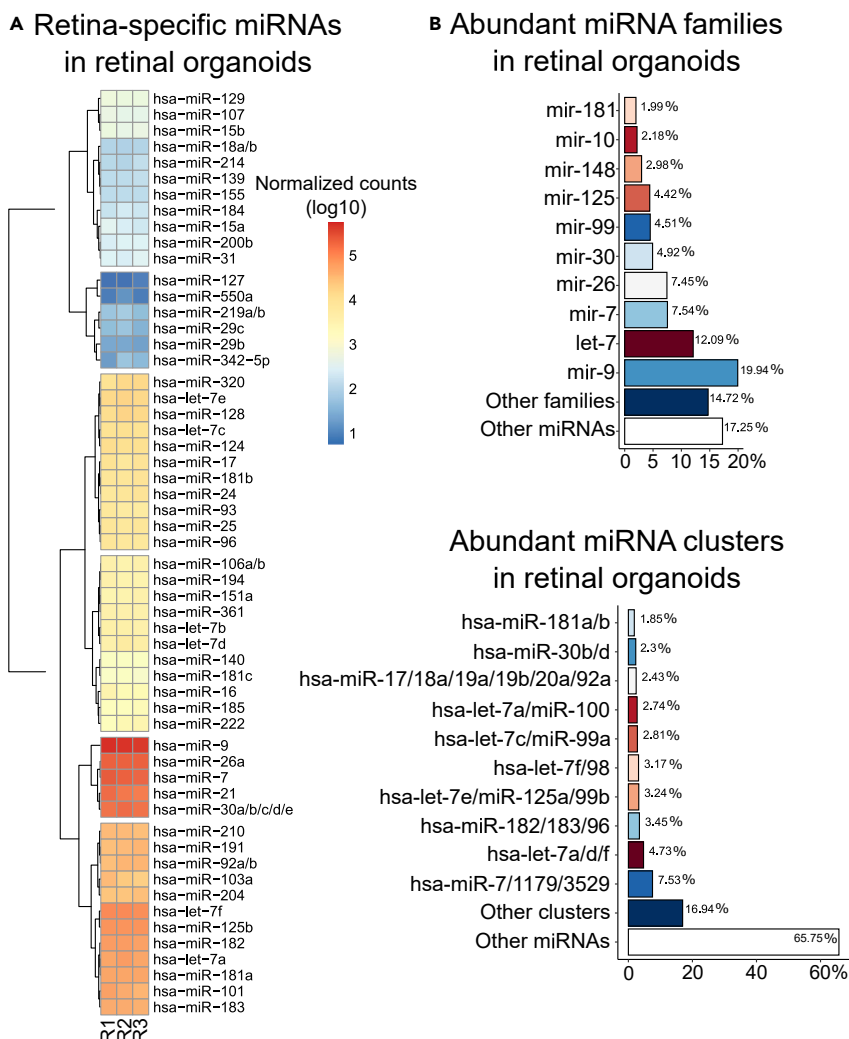 A Retina-specific miRNAs
in retinal organoids
hsa−miR−129
hsa−miR−107
hsa−miR−15b
hsa−miR−18a/b
hsa−miR−214
hsa−miR−139
hsa−miR−155
hsa−miR−184
hsa−miR−15a
hsa−miR−200b
hsa−miR−31
hsa−miR−127
hsa−miR−550a
hsa−miR−219a/b
hsa−miR−29c
hsa−miR−29b
hsa−miR−342−5p
hsa−miR−320
hsa−let−7e
hsa−miR−128
hsa−let−7c
hsa−miR−124
hsa−miR−17
hsa−miR−181b
hsa−miR−24
hsa−miR−93
hsa−miR−25
hsa−miR−96
hsa−miR−106a/b
hsa−miR−194
hsa−miR−151a
hsa−miR−361
hsa−let−7b
hsa−let−7d
hsa−miR−140
hsa−miR−181c
hsa−miR−16
hsa−miR−185
hsa−miR−222
hsa−miR−9
hsa−miR−26a
hsa−miR−7
hsa−miR−21
hsa−miR−30a/b/c/d/e
hsa−miR−210
hsa−miR−191
hsa−miR−92a/b
hsa−miR−103a
hsa−miR−204
hsa−let−7f
hsa−miR−125b
hsa−miR−182
hsa−let−7a
hsa−miR−181a
hsa−miR−101
hsa−miR−183
R1 R2 R3
Normalized counts
(log10)
5
4
3
2
1
B Abundant miRNA families
in retinal organoids
mir-181 1.99%
mir-10 2.18%
mir-148 2.98%
mir-125 4.42%
mir-99 4.51%
mir-30 4.92%
mir-26 7.45%
mir-7 7.54%
let-7 12.09%
mir-9 19.94%
Other families 14.72%
Other miRNAs 17.25%
0 5 10 15 20%
Abundant miRNA clusters
in retinal organoids
hsa-miR-181a/b 1.85%
hsa-miR-30b/d 2.3%
hsa-miR-17/18a/19a/19b/20a/92a 2.43%
hsa-let-7a/miR-100 2.74%
hsa-let-7c/miR-99a 2.81%
hsa-let-7f/98 3.17%
hsa-let-7e/miR-125a/99b 3.24%
hsa-miR-182/183/96 3.45%
hsa-let-7a/d/f 4.73%
hsa-miR-7/1179/3529 7.53%
Other clusters 16.94%
Other miRNAs 65.75%
0 20 40 60%